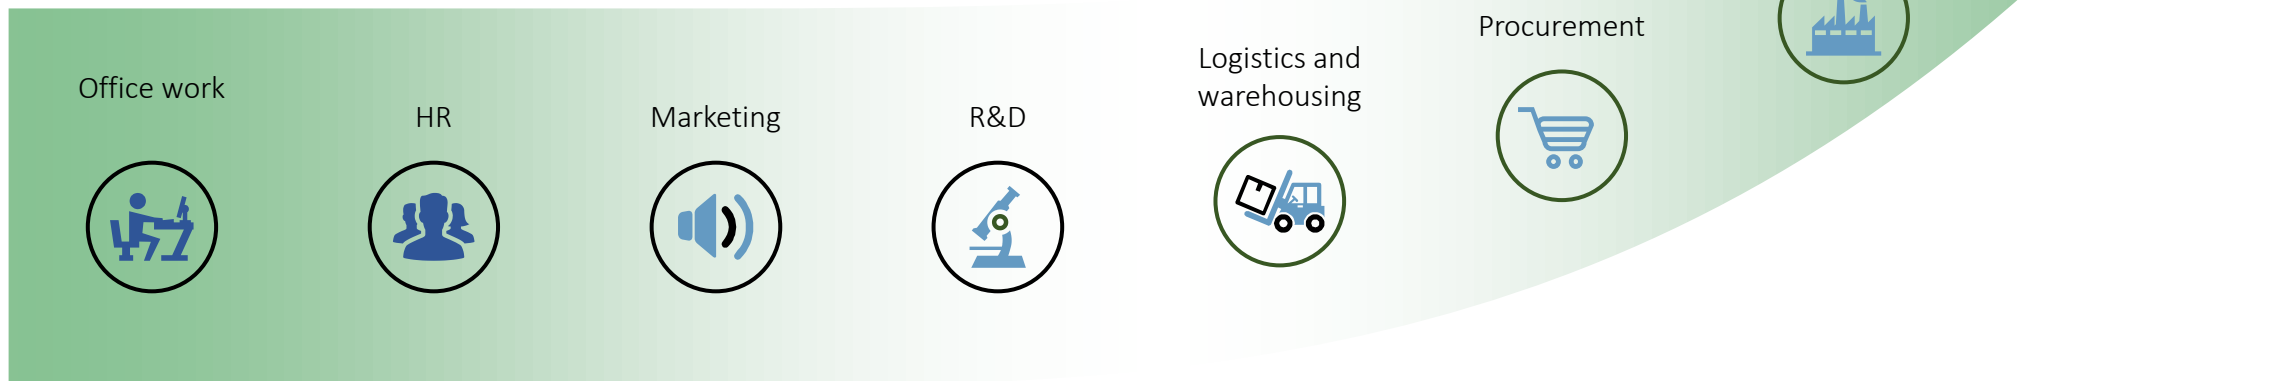 Office work
HR
Marketing
R&D
Logistics and
warehousing
Procurement